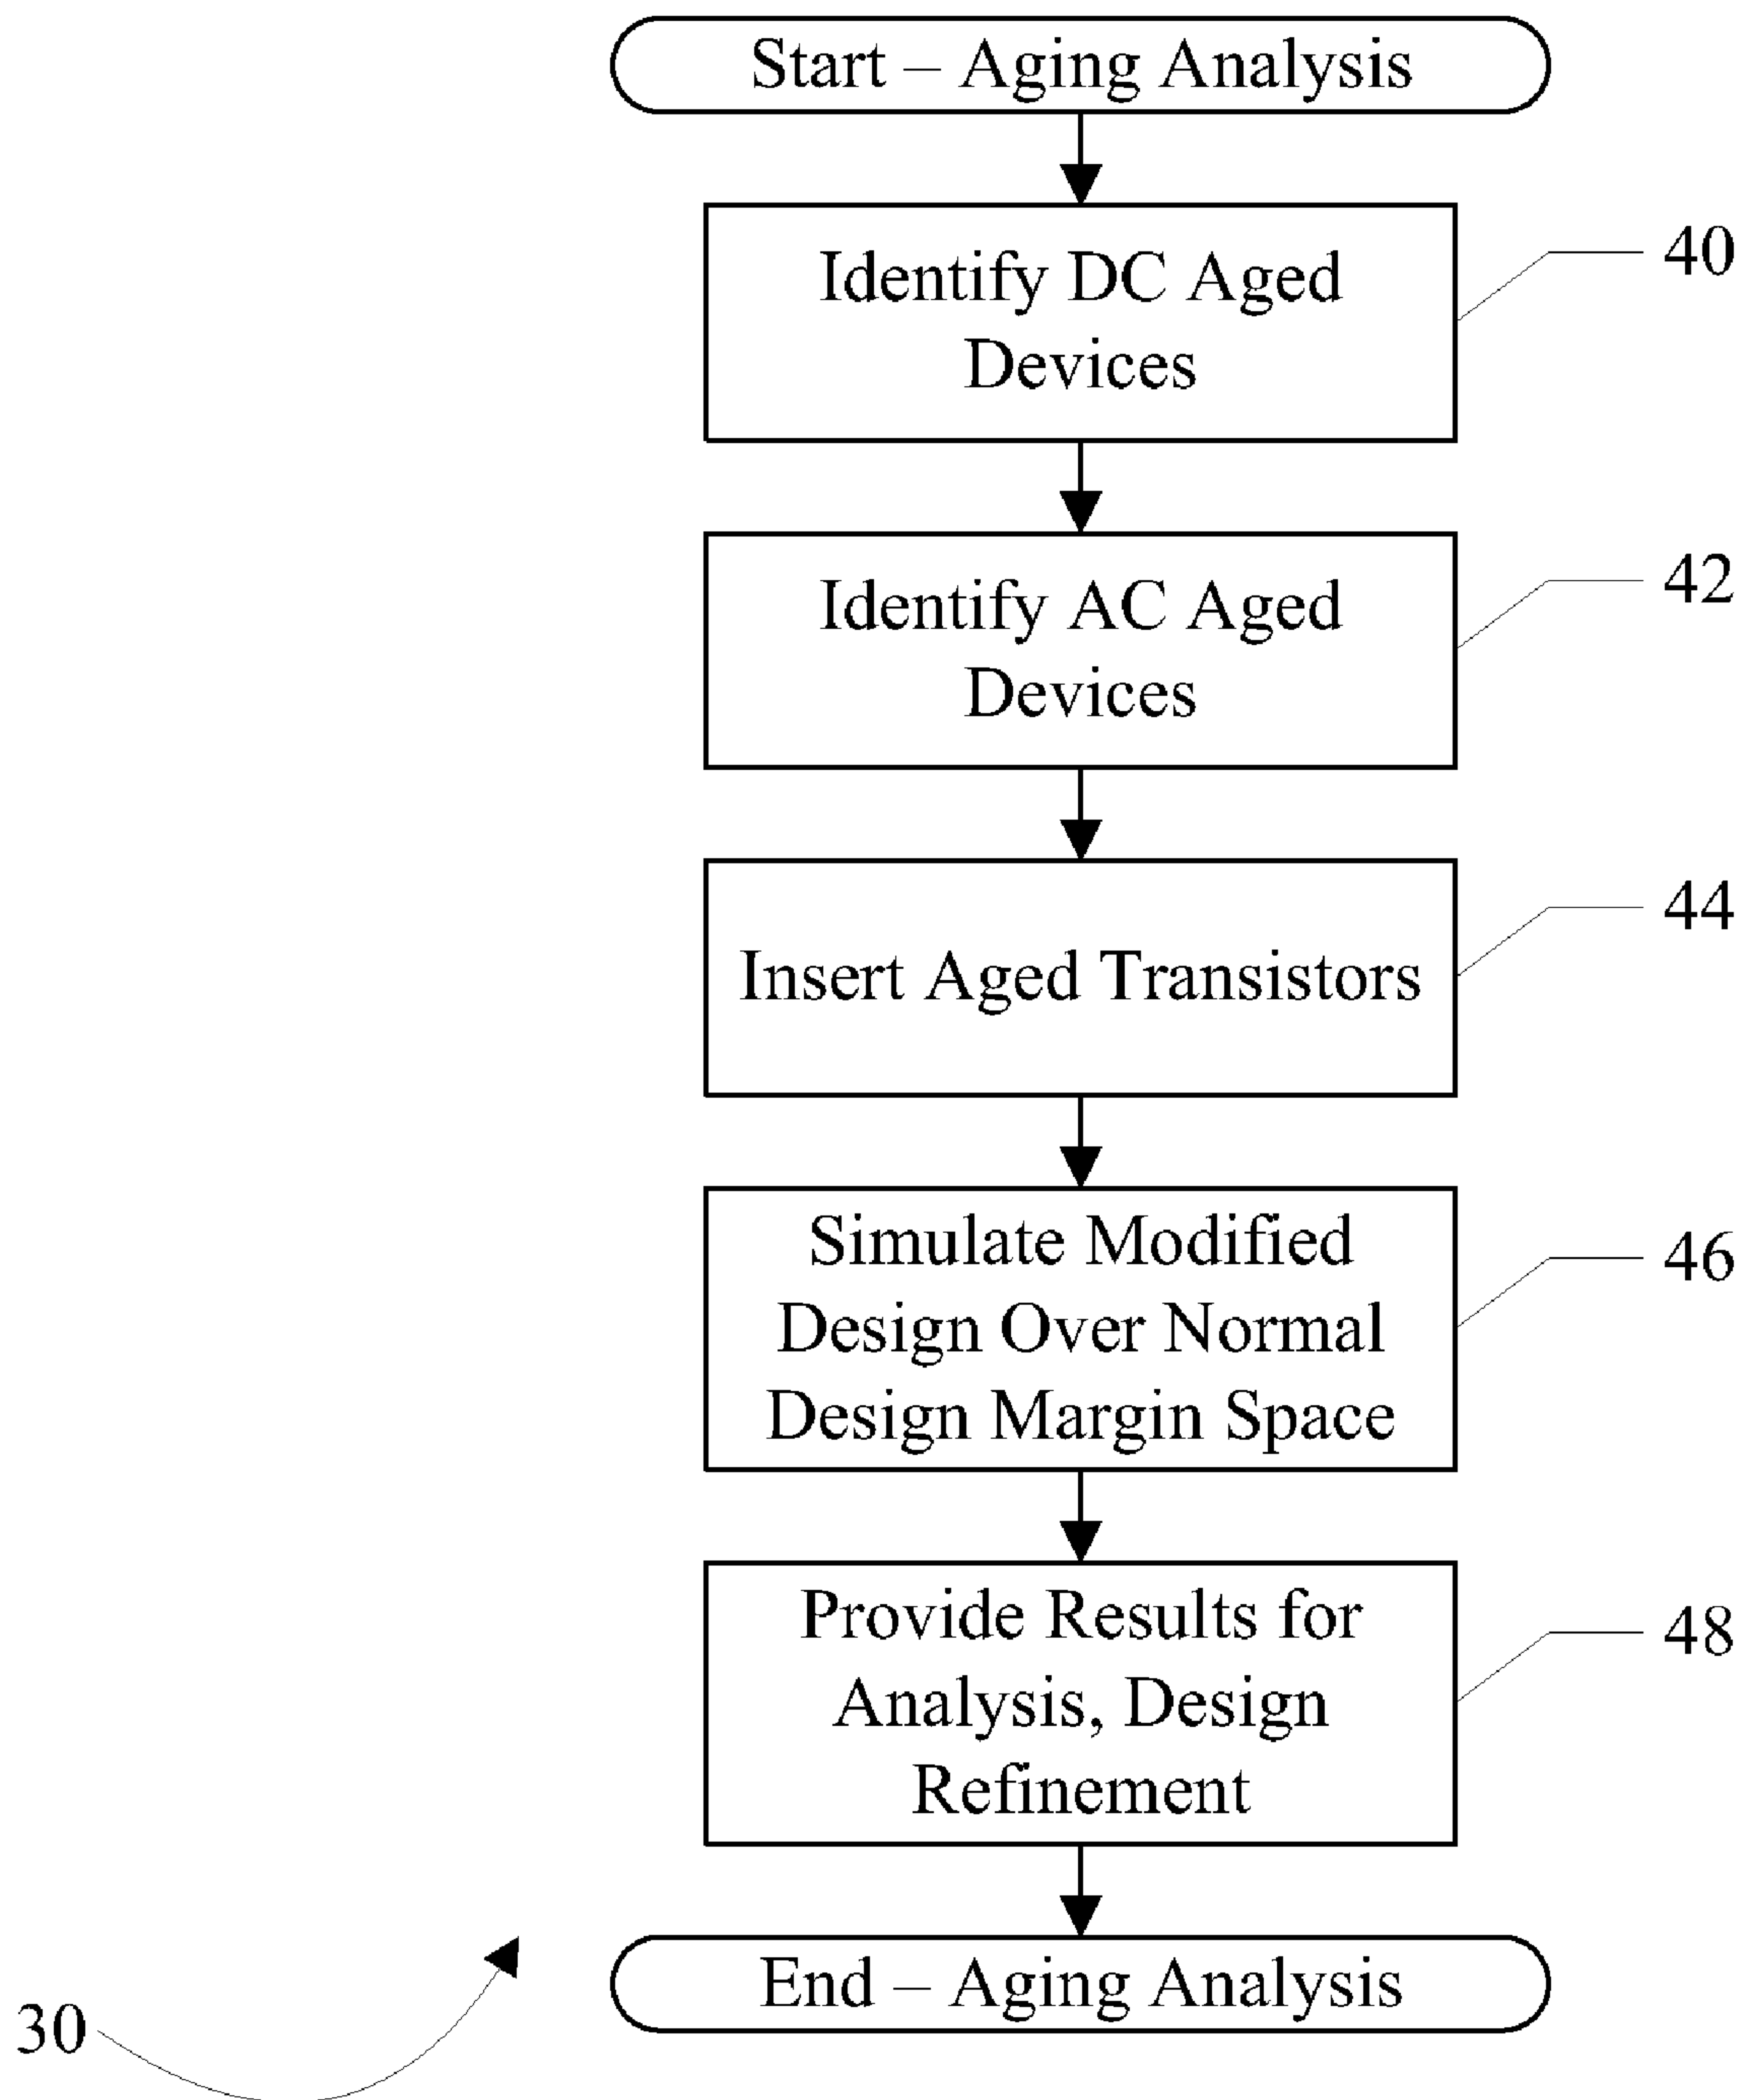 Start – Aging Analysis
Identify DC Aged
Devices
40
Identify AC Aged
Devices
42
Insert Aged Transistors
44
Simulate Modified
Design Over Normal
Design Margin Space
46
Provide Results for
Analysis, Design
Refinement
48
End – Aging Analysis
30